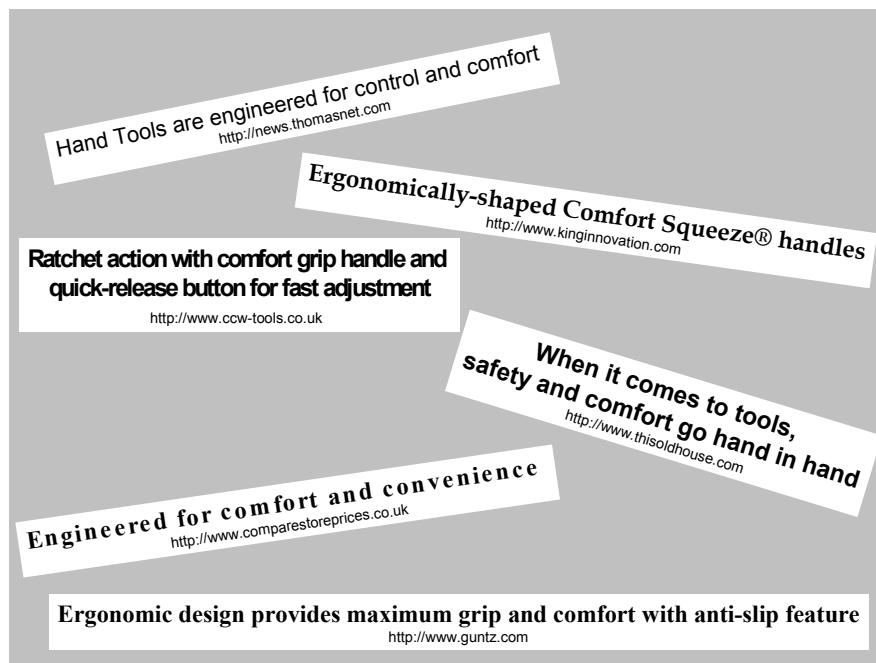 Hand Tools are engineered for control and comfort
http://news.thomasnet.com
Ergonomically-shaped Comfort Squeeze® handles
http://www.kinginnovation.com
Ratchet action with comfort grip handle and
quick-release button for fast adjustment
http://www.ccw-tools.co.uk
When it comes to tools,
safety and comfort go hand in hand
http://www.thisoldhouse.com
Engineered for comfort and convenience
http://www.comparestoreprices.co.uk
Ergonomic design provides maximum grip and comfort with anti-slip feature
http://www.guntz.com